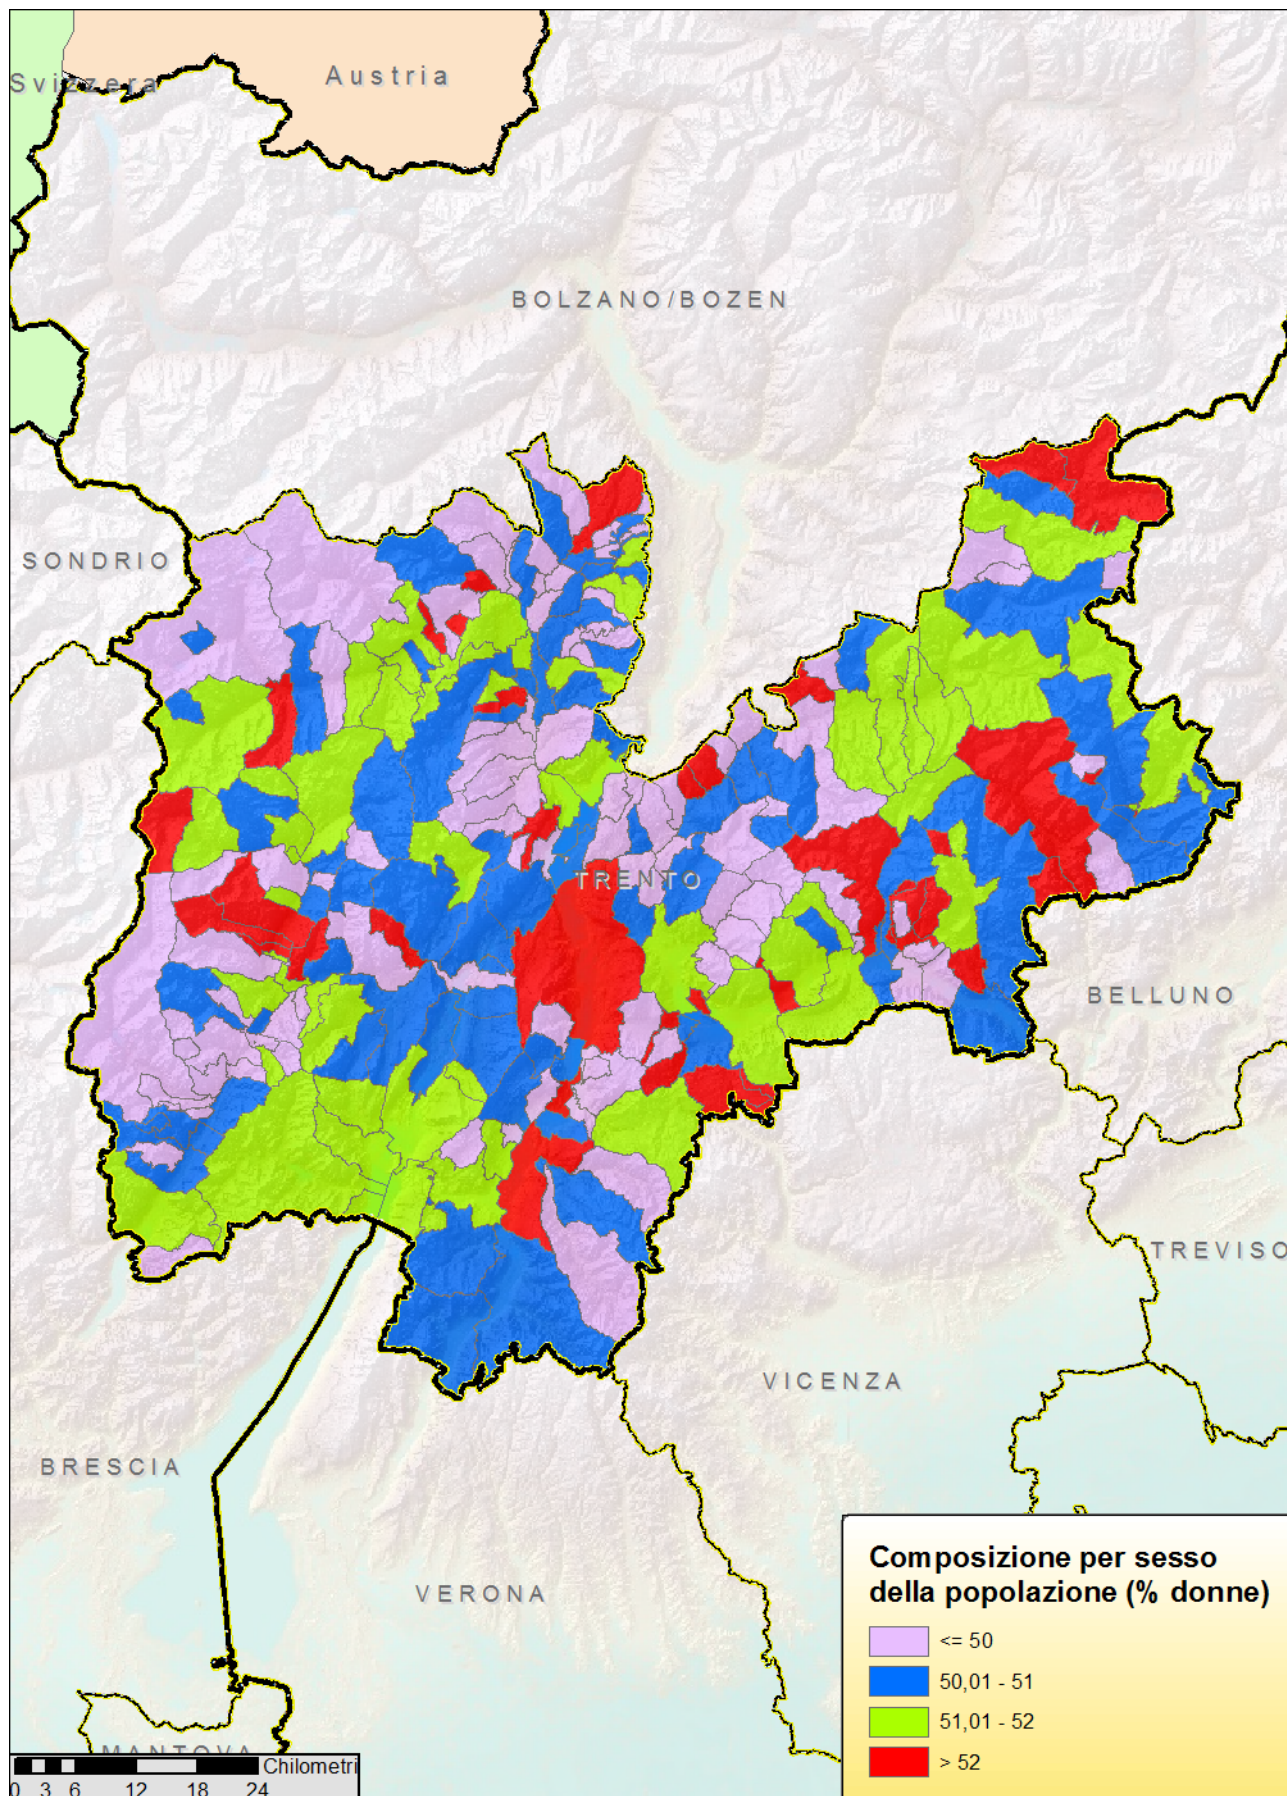 Austria
Svizzera
BOLZANO/BOZEN
SONDRIO
TRENTO
BELLUNO
TREVISO
VICENZA
BRESCIA
VERONA
MANTOVA
Composizione per sesso
della popolazione (% donne)
<= 50
50,01 - 51
51,01 - 52
> 52
Chilometri
0 3 6 12 18 24